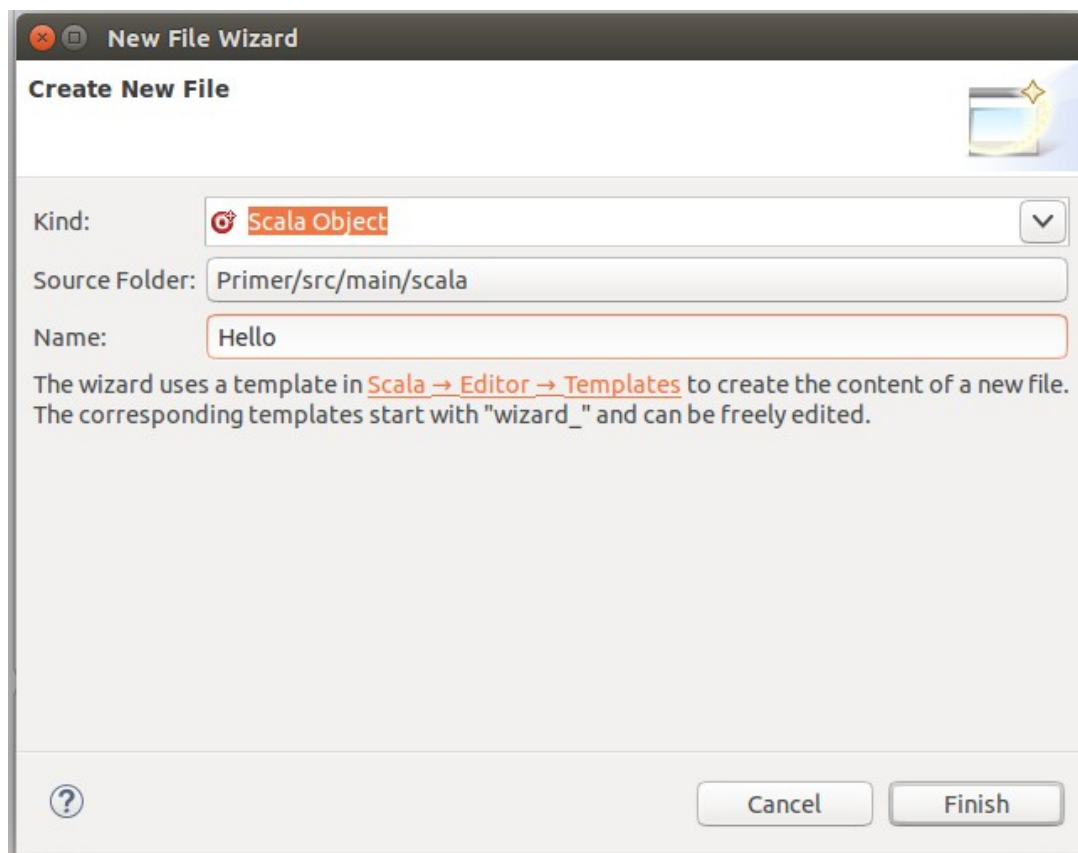 New File Wizard
Create New File
Kind: Scala Object
Source Folder: Primer/src/main/scala
Name: Hello
The wizard uses a template in Scala → Editor → Templates to create the content of a new file.
The corresponding templates start with "wizard_" and can be freely edited.
? Cancel Finish